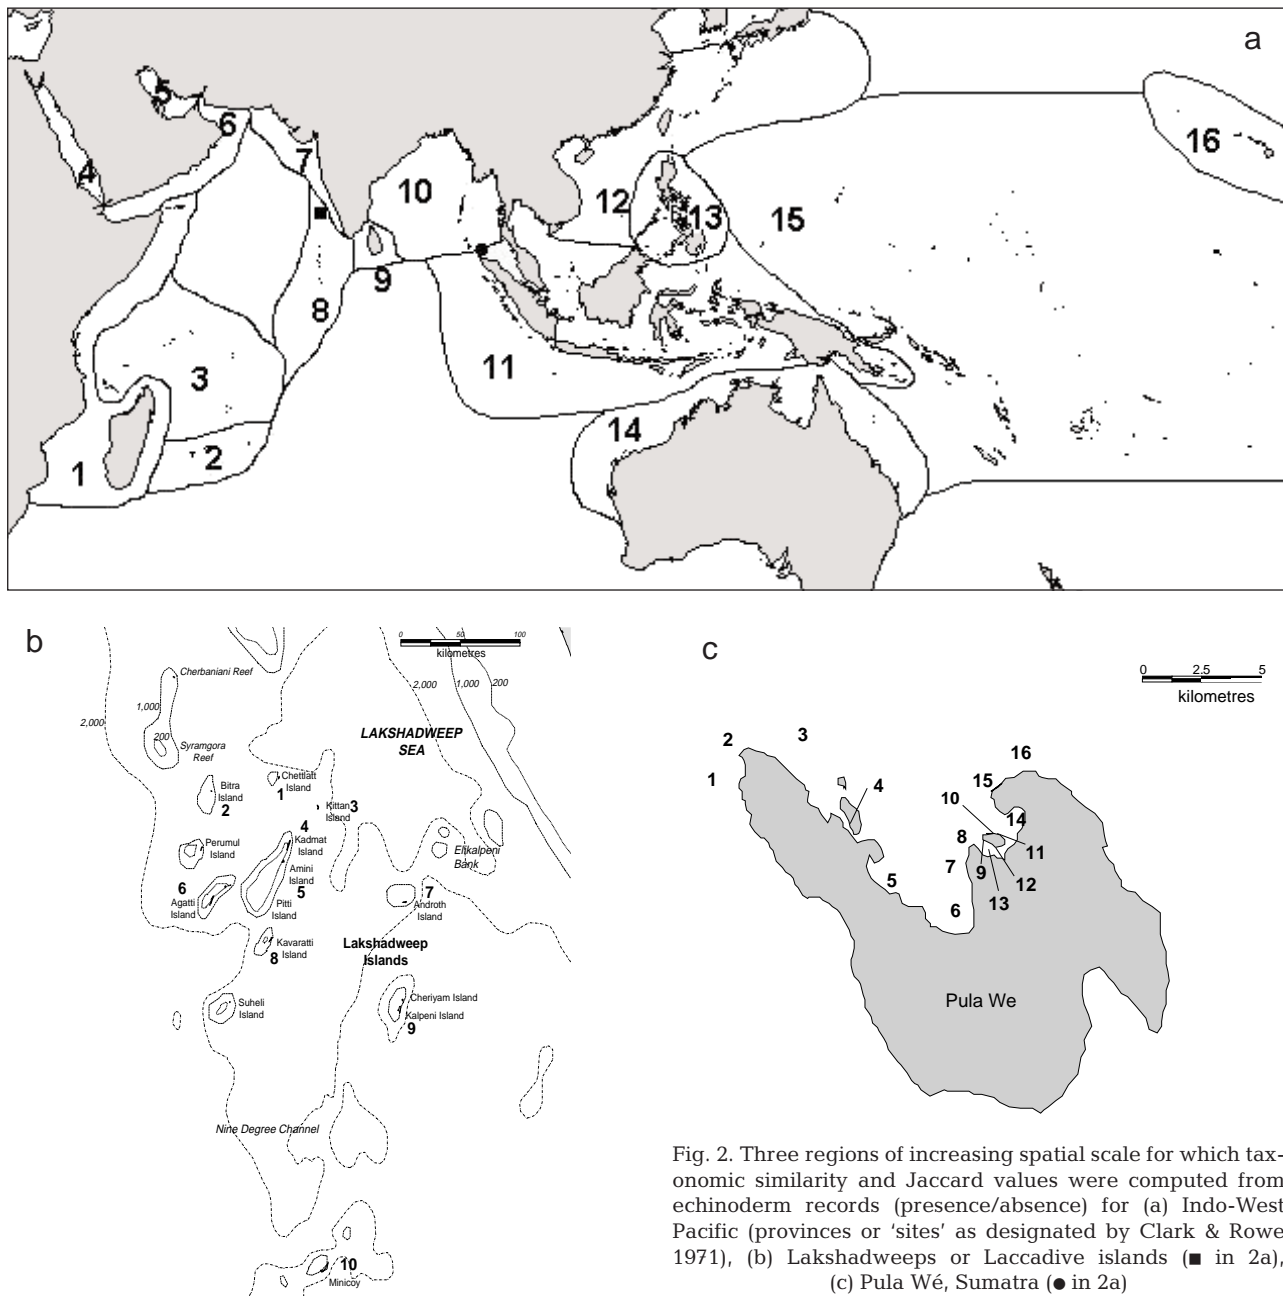 a
5
6
4
7
16
10
12
13
15
9
8
11
3
14
2
1
b
0 50 100
kilometres
Cherbaniani Reef
2,000 1,000 200
1,000
2,000
LAKSHADWEEP
SEA
200
Syramgora
Reef
Chettlatt
Island
1
Bitra
Island
2
Kittan 3
Island
4
Kadmat
Island
Perumul
Island
Elikalpeni
Bank
Amini
Island
5
6
Agatti
Island
7
Androth
Island
Pitti
Island
Kavaratti
Island
8
Lakshadweep
Islands
Suheli
Island
Cheriyam Island
Kalpeni Island
9
Nine Degree Channel
10
Minicoy
c
0 2.5 5
kilometres
2
3
16
1
4
15
10
14
8
11
7
9
12
5
13
6
Pula We
Fig. 2. Three regions of increasing spatial scale for which tax-
onomic similarity and Jaccard values were computed from
echinoderm records (presence/absence) for (a) Indo-West
Pacific (provinces or ‘sites’ as designated by Clark & Rowe
1971), (b) Lakshadweeps or Laccadive islands (■ in 2a),
(c) Pula Wé, Sumatra (● in 2a)